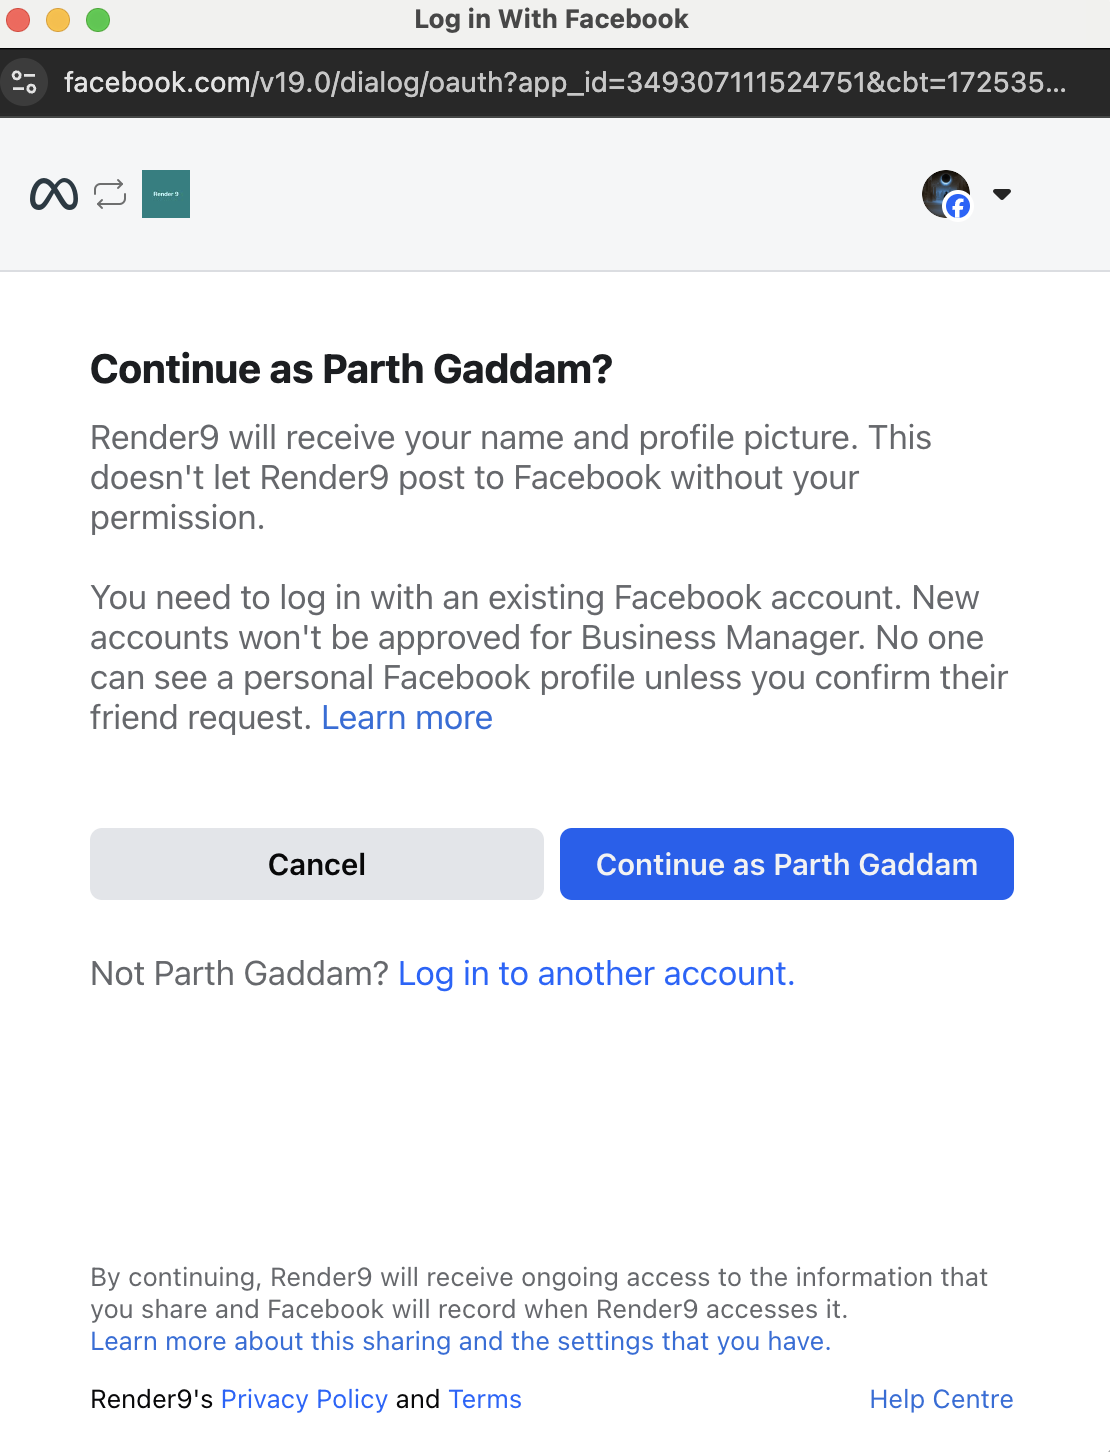 Log in With Facebook
facebook.com/v19.0/dialog/oauth?app_id=349307111524751&cbt=172535...
Render 9
Continue as Parth Gaddam?
Render9 will receive your name and profile picture. This
doesn't let Render9 post to Facebook without your
permission.
You need to log in with an existing Facebook account. New
accounts won't be approved for Business Manager. No one
can see a personal Facebook profile unless you confirm their
friend request. Learn more
Cancel
Continue as Parth Gaddam
Not Parth Gaddam? Log in to another account.
By continuing, Render9 will receive ongoing access to the information that
you share and Facebook will record when Render9 accesses it.
Learn more about this sharing and the settings that you have.
Render9's Privacy Policy and Terms
Help Centre